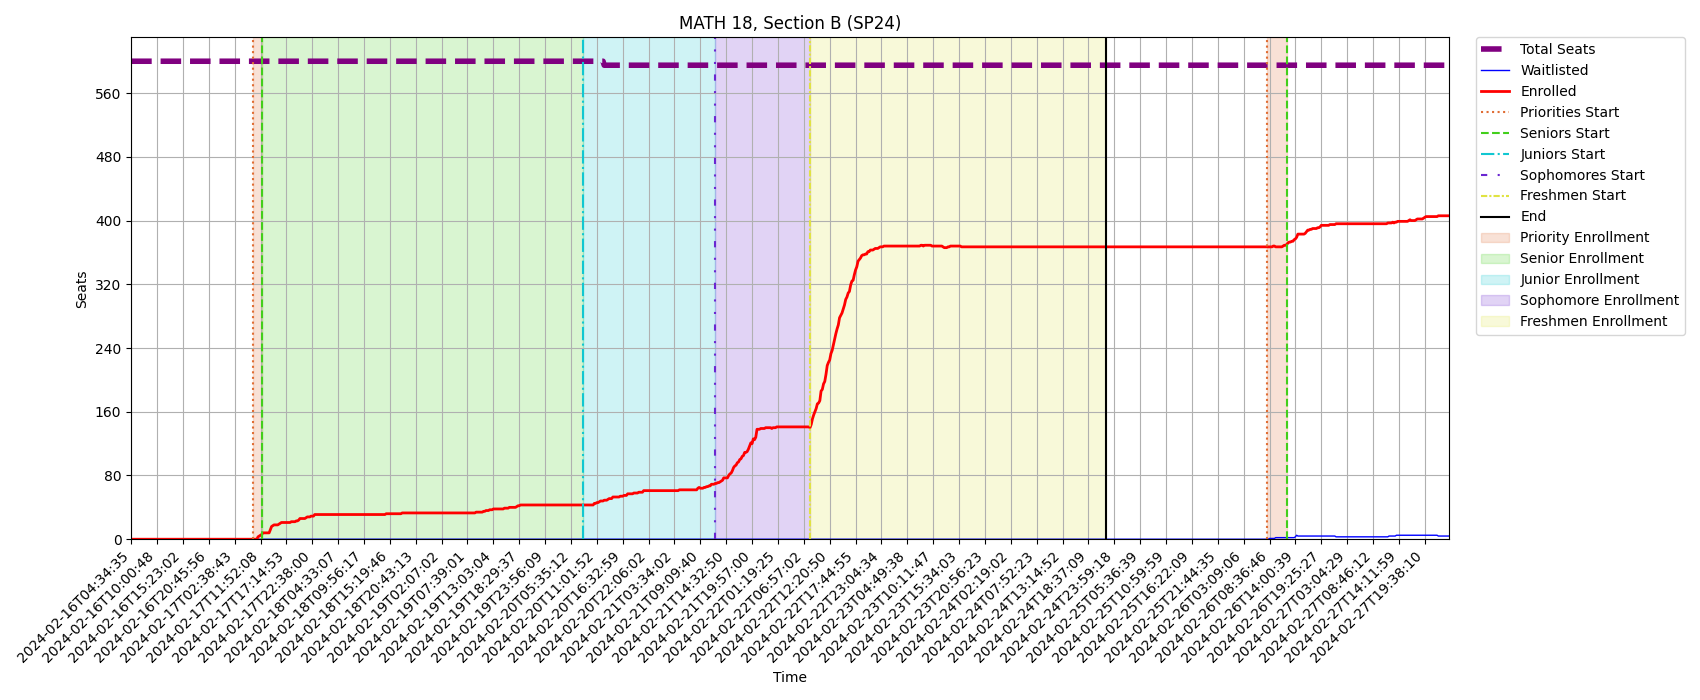 MATH 18, Section B (SP24)
Total Seats
Waitlisted
Enrolled
Priorities Start
Seniors Start
Juniors Start
Sophomores Start
Freshmen Start
End
Priority Enrollment
Senior Enrollment
Junior Enrollment
Sophomore Enrollment
Freshmen Enrollment
Seats
560
480
400
320
240
160
80
0
2024-02-16T04:34:35
2024-02-16T10:00:48
2024-02-16T15:23:02
2024-02-16T20:45:56
2024-02-17T02:38:43
2024-02-17T11:52:08
2024-02-17T17:14:53
2024-02-17T22:38:00
2024-02-18T04:33:07
2024-02-18T09:56:17
2024-02-18T15:19:46
2024-02-18T20:43:13
2024-02-19T02:07:02
2024-02-19T07:39:01
2024-02-19T13:03:04
2024-02-19T18:29:37
2024-02-19T23:56:09
2024-02-20T05:35:12
2024-02-20T11:01:52
2024-02-20T16:32:59
2024-02-20T22:06:02
2024-02-21T03:34:02
2024-02-21T09:09:40
2024-02-21T14:32:50
2024-02-21T19:57:00
2024-02-22T01:19:25
2024-02-22T06:57:02
2024-02-22T12:20:50
2024-02-22T17:44:55
2024-02-22T23:04:34
2024-02-23T04:49:38
2024-02-23T10:11:47
2024-02-23T15:34:03
2024-02-23T20:56:23
2024-02-24T02:19:02
2024-02-24T07:52:23
2024-02-24T13:14:52
2024-02-24T18:37:09
2024-02-24T23:59:18
2024-02-25T05:36:39
2024-02-25T10:59:59
2024-02-25T16:22:09
2024-02-25T21:44:35
2024-02-26T03:09:06
2024-02-26T08:36:46
2024-02-26T14:00:39
2024-02-26T19:25:27
2024-02-27T03:04:29
2024-02-27T08:46:12
2024-02-27T14:11:59
2024-02-27T19:38:10
Time